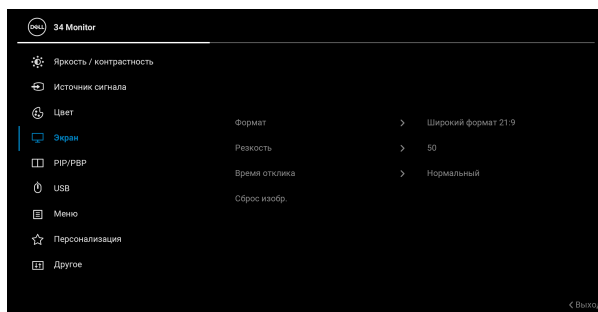 DELL 34 Monitor
Яркость / контрастность
Источник сигнала
Цвет
Формат Широкий формат 21:9
Экран
Резкость 50
PIP/PBP
Время отклика Нормальный
USB
Сброс изобр.
Меню
Персонализация
Другое